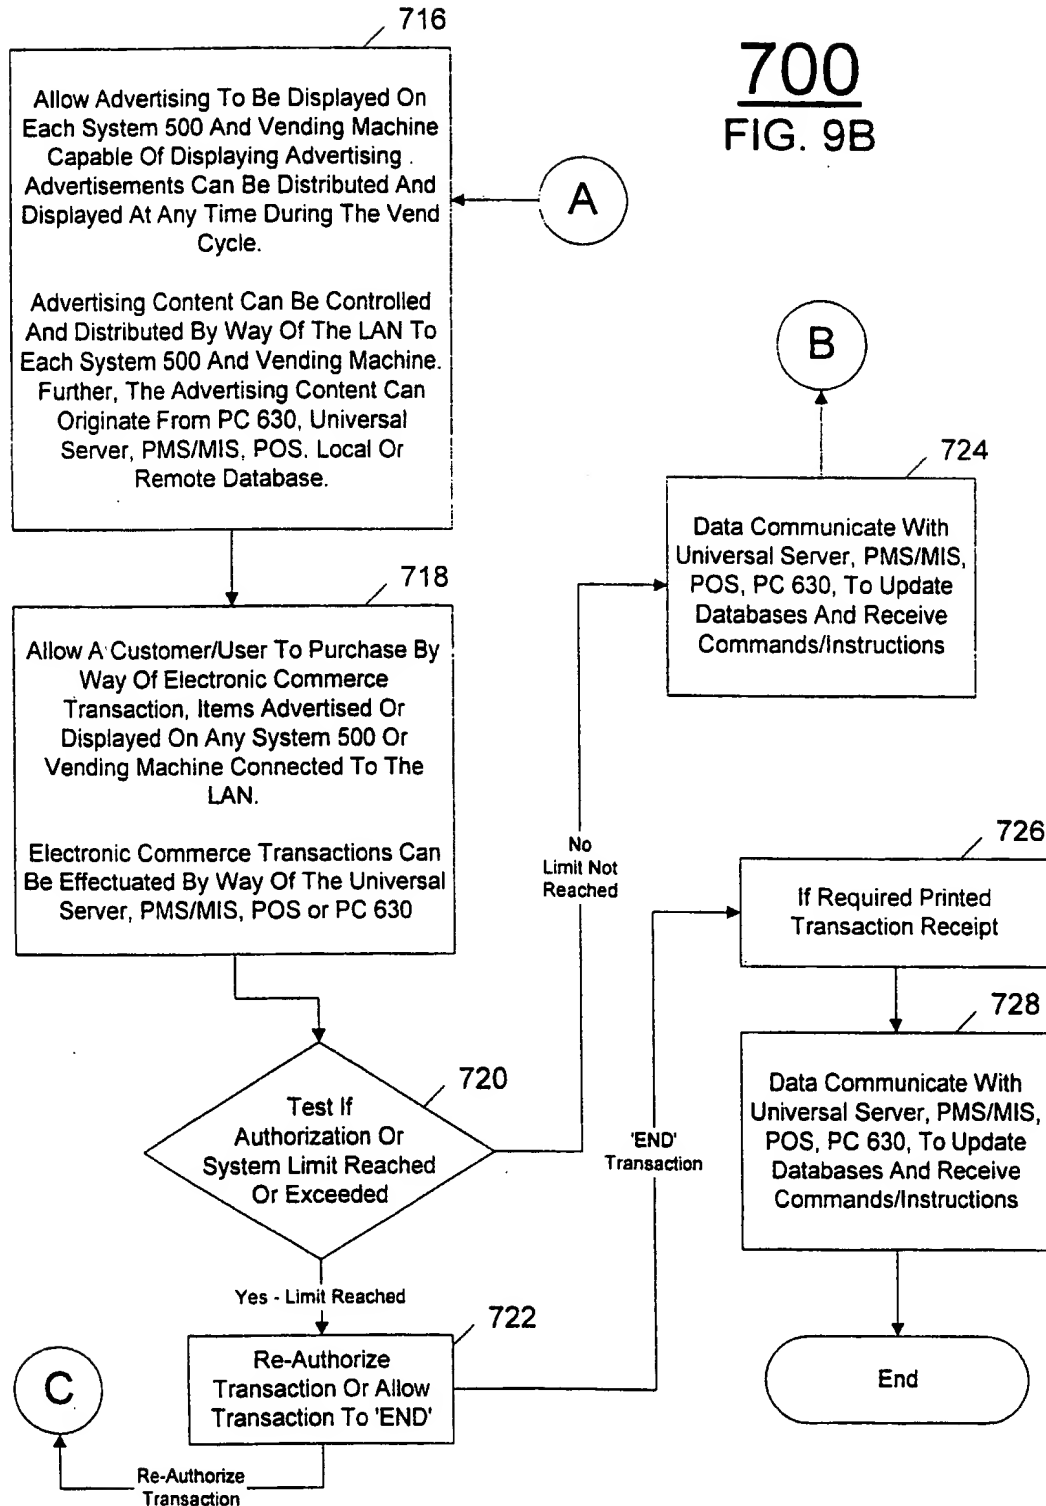 716
700
FIG. 9B
Allow Advertising To Be Displayed On
Each System 500 And Vending Machine
Capable Of Displaying Advertising .
Advertisements Can Be Distributed And
Displayed At Any Time During The Vend
Cycle.
Advertising Content Can Be Controlled
And Distributed By Way Of The LAN To
Each System 500 And Vending Machine.
Further, The Advertising Content Can
Originate From PC 630, Universal
Server, PMS/MIS, POS, Local Or
Remote Database.
A
B
724
Data Communicate With
Universal Server, PMS/MIS,
POS, PC 630, To Update
Databases And Receive
Commands/Instructions
718
Allow A Customer/User To Purchase By
Way Of Electronic Commerce
Transaction, Items Advertised Or
Displayed On Any System 500 Or
Vending Machine Connected To The
LAN.
Electronic Commerce Transactions Can
Be Effectuated By Way Of The Universal
Server, PMS/MIS, POS or PC 630
No
Limit Not
Reached
726
If Required Printed
Transaction Receipt
728
Data Communicate With
Universal Server, PMS/MIS,
POS, PC 630, To Update
Databases And Receive
Commands/Instructions
720
Test If
Authorization Or
System Limit Reached
Or Exceeded
'END'
Transaction
Yes - Limit Reached
722
Re-Authorize
Transaction Or Allow
Transaction To 'END'
C
Re-Authorize
Transaction
End